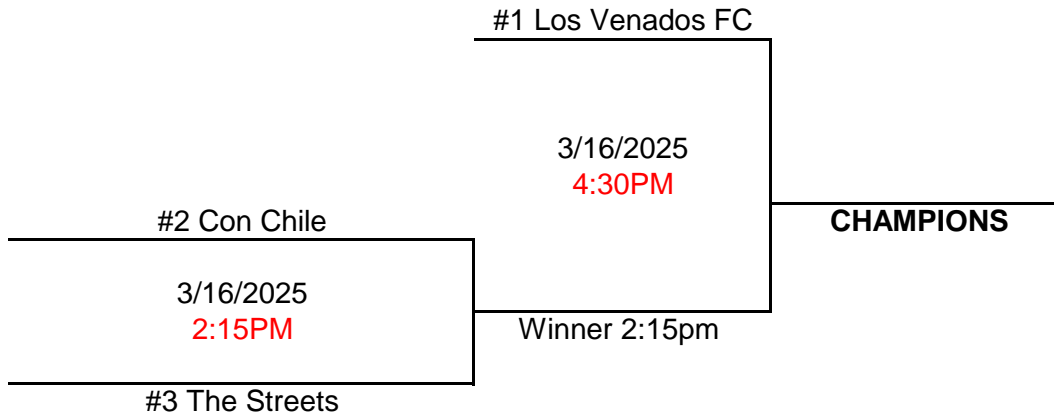 #1 Los Venados FC
3/16/2025
4:30PM
#2 Con Chile
CHAMPIONS
3/16/2025
2:15PM
Winner 2:15pm
#3 The Streets